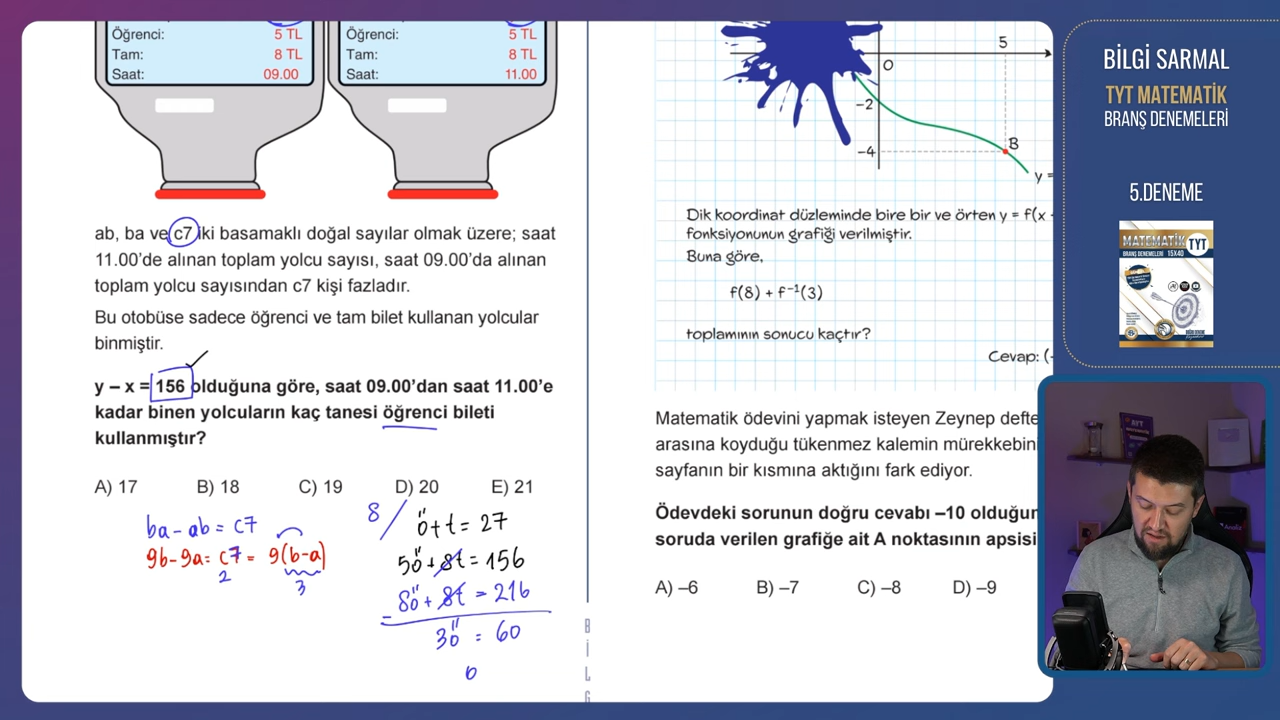 Öğrenci: 5 TL
Tam: 8 TL
Saat: 09.00
Öğrenci: 5 TL
Tam: 8 TL
Saat: 11.00
ab, ba ve c7 iki basamaklı doğal sayılar olmak üzere; saat
11.00'de alınan toplam yolcu sayısı, saat 09.00'da alınan
toplam yolcu sayısından c7 kişi fazladır.
Bu otobüse sadece öğrenci ve tam bilet kullanan yolcular
binmiştir.
y – x = 156 olduğuna göre, saat 09.00'dan saat 11.00'e
kadar binen yolcuların kaç tanesi öğrenci bileti
kullanmıştır?
A) 17 B) 18 C) 19 D) 20 E) 21
ba - ab = c7
9b - 9a = c7 = 9(b-a)
2
3
8
ö + t = 27
5ö + 8t = 156
8ö + 8t = 216
3ö = 60
ö
BİLG
5
O
–2
–4
B
y =
Dik koordinat düzleminde bire bir ve örten y = f(x
fonksiyonunun grafiği verilmiştir.
Buna göre,
f(8) + f⁻¹(3)
toplamının sonucu kaçtır?
Cevap: (-
Matematik ödevini yapmak isteyen Zeynep defte
arasına koyduğu tükenmez kalemin mürekkebin
sayfanın bir kısmına aktığını fark ediyor.
Ödevdeki sorunun doğru cevabı –10 olduğun
soruda verilen grafiğe ait A noktasının apsisi
A) –6 B) –7 C) –8 D) –9
BİLGİ SARMAL
TYT MATEMATİK
BRANŞ DENEMELERİ
5.DENEME
MATEMATİK TYT
BRANŞ DENEMELERİ 15X40